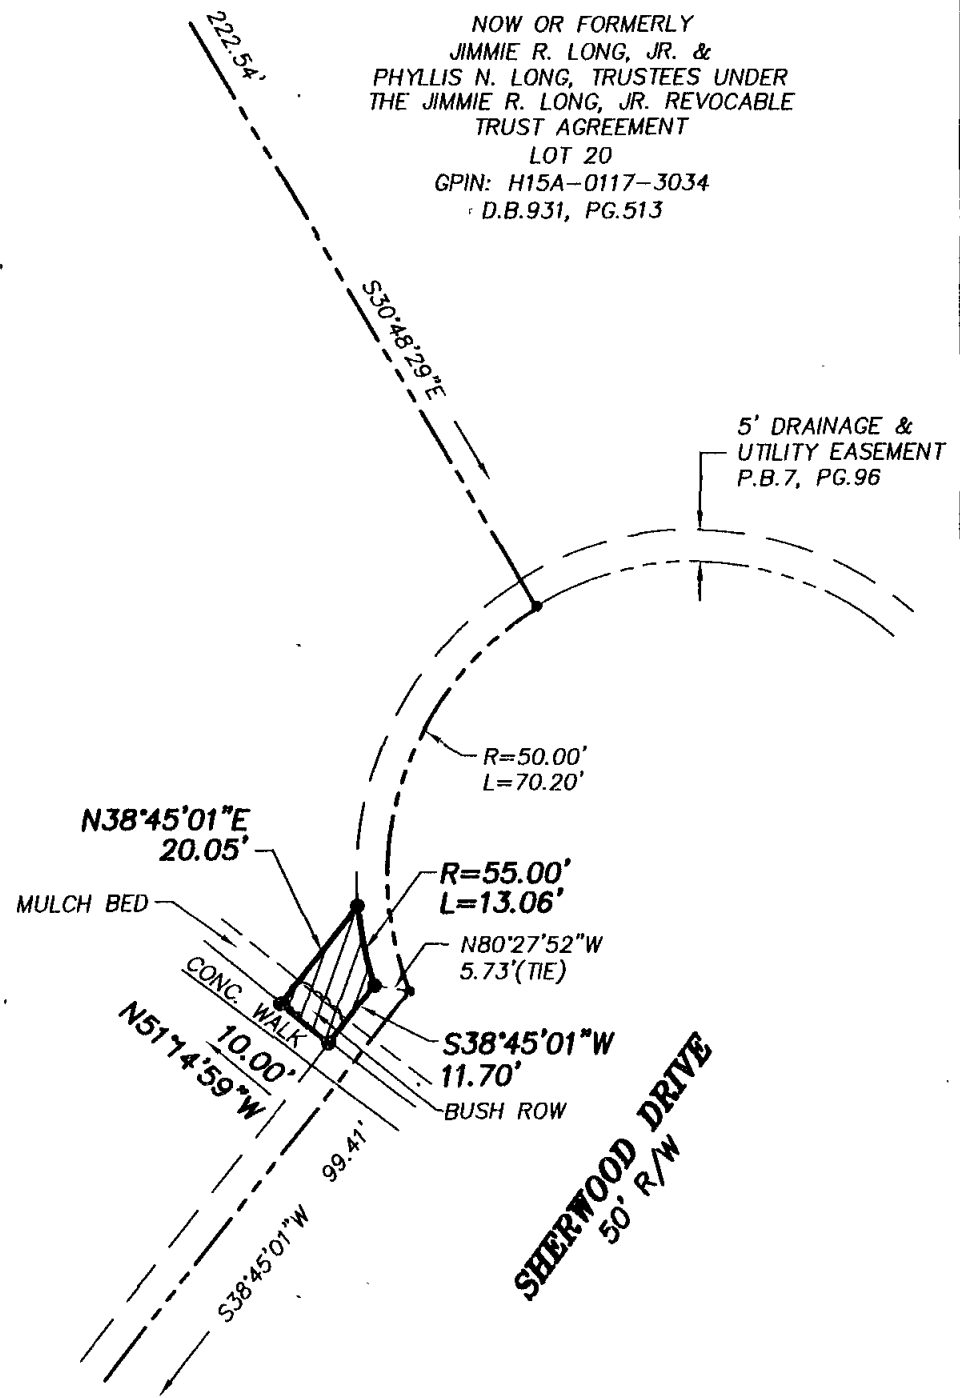 NOW OR FORMERLY
JIMMIE R. LONG, JR. &
PHYLLIS N. LONG, TRUSTEES UNDER
THE JIMMIE R. LONG, JR. REVOCABLE
TRUST AGREEMENT
LOT 20
GPIN: H15A-0117-3034
D.B.931, PG.513
222.54'
S30°48'29"E
5' DRAINAGE &
UTILITY EASEMENT
P.B.7, PG.96
R=50.00'
L=70.20'
N38°45'01"E
20.05'
R=55.00'
L=13.06'
MULCH BED
N80°27'52"W
5.73'(TIE)
CONC. WALK
N51°14'59"W
10.00'
S38°45'01"W
11.70'
BUSH ROW
99.41'
S38°45'01"W
SHERWOOD DRIVE
50' R/W